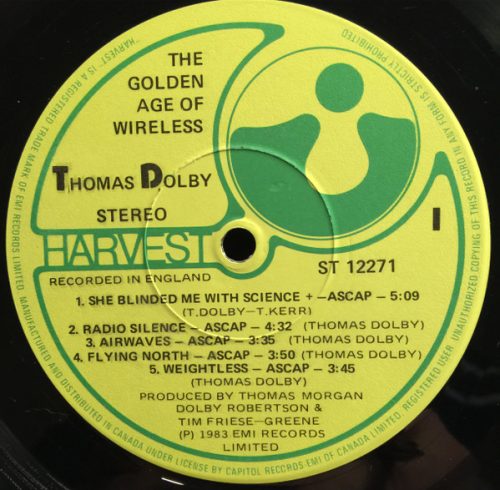 THE
GOLDEN
AGE OF
WIRELESS
THOMAS DOLBY
STEREO
HARVEST
I
ST 12271
RECORDED IN ENGLAND
1. SHE BLINDED ME WITH SCIENCE + -ASCAP - 5:09
(T.DOLBY-T.KERR)
2. RADIO SILENCE - ASCAP - 4:32 (THOMAS DOLBY)
3. AIRWAVES - ASCAP - 3:35 (THOMAS DOLBY)
4. FLYING NORTH - ASCAP - 3:50 (THOMAS DOLBY)
5. WEIGHTLESS - ASCAP - 3:45
(THOMAS DOLBY)
PRODUCED BY THOMAS MORGAN
DOLBY ROBERTSON &
TIM FRIESE-GREENE
(P) 1983 EMI RECORDS
LIMITED
"HARVEST" IS A REGISTERED TRADE MARK OF EMI RECORDS LIMITED. MANUFACTURED AND DISTRIBUTED IN CANADA UNDER LICENSE BY CAPITOL RECORDS EMI OF CANADA LIMITED, REGISTERED USER. UNAUTHORIZED COPYING OF THIS RECORD IN ANY FORM IS STRICTLY PROHIBITED